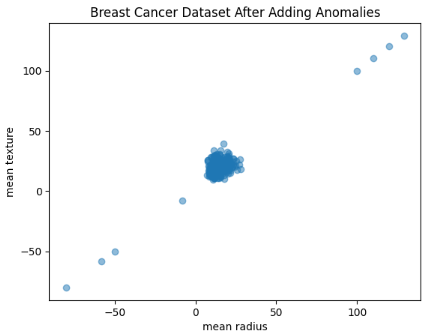 Breast Cancer Dataset After Adding Anomalies
100
50
0
−50
mean texture
−50
0
50
100
mean radius